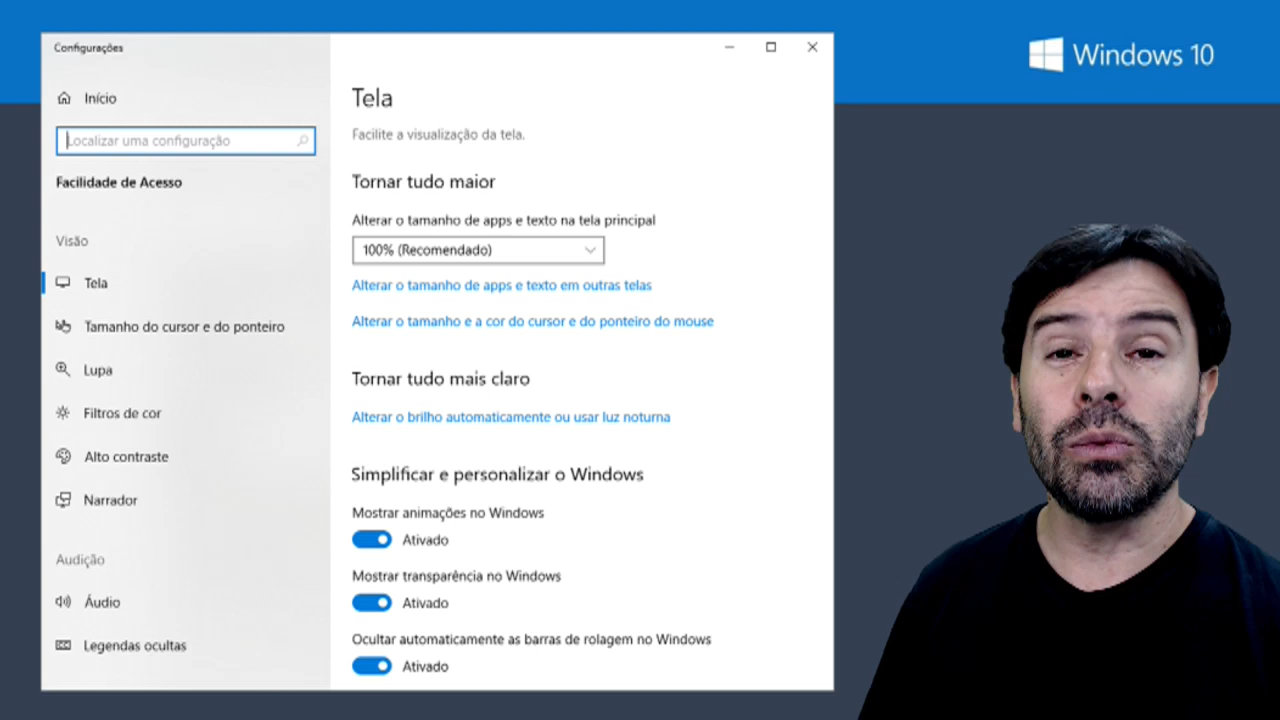 Configurações
Windows 10
Início
Localizar uma configuração
Facilidade de Acesso
Visão
Tela
Tamanho do cursor e do ponteiro
Lupa
Filtros de cor
Alto contraste
Narrador
Audição
Áudio
Legendas ocultas
Tela
Facilite a visualização da tela.
Tornar tudo maior
Alterar o tamanho de apps e texto na tela principal
100% (Recomendado)
Alterar o tamanho de apps e texto em outras telas
Alterar o tamanho e a cor do cursor e do ponteiro do mouse
Tornar tudo mais claro
Alterar o brilho automaticamente ou usar luz noturna
Simplificar e personalizar o Windows
Mostrar animações no Windows
Ativado
Mostrar transparência no Windows
Ativado
Ocultar automaticamente as barras de rolagem no Windows
Ativado